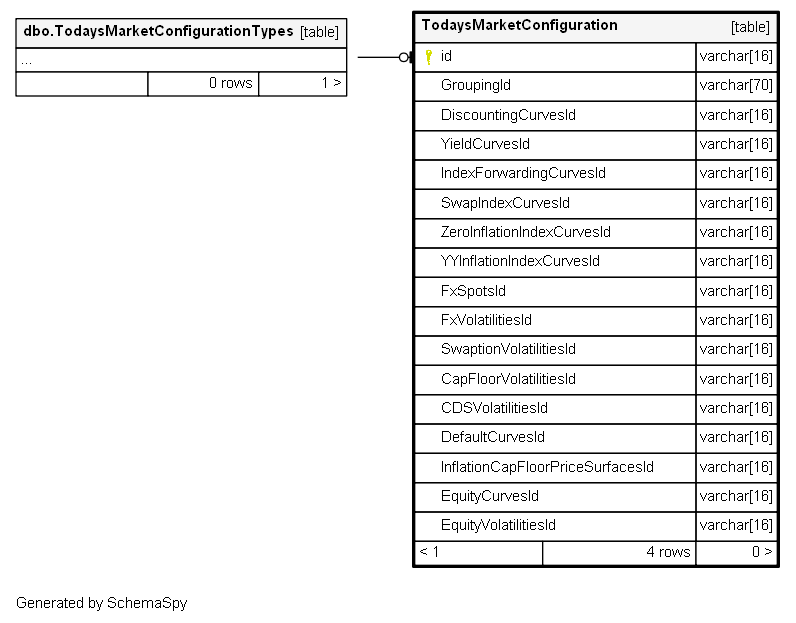 dbo.TodaysMarketConfigurationTypes [table]
...
0 rows 1 >
TodaysMarketConfiguration [table]
id varchar[16]
GroupingId varchar[70]
DiscountingCurvesId varchar[16]
YieldCurvesId varchar[16]
IndexForwardingCurvesId varchar[16]
SwapIndexCurvesId varchar[16]
ZeroInflationIndexCurvesId varchar[16]
YYInflationIndexCurvesId varchar[16]
FxSpotsId varchar[16]
FxVolatilitiesId varchar[16]
SwaptionVolatilitiesId varchar[16]
CapFloorVolatilitiesId varchar[16]
CDSVolatilitiesId varchar[16]
DefaultCurvesId varchar[16]
InflationCapFloorPriceSurfacesId varchar[16]
EquityCurvesId varchar[16]
EquityVolatilitiesId varchar[16]
< 1 4 rows 0 >
Generated by SchemaSpy